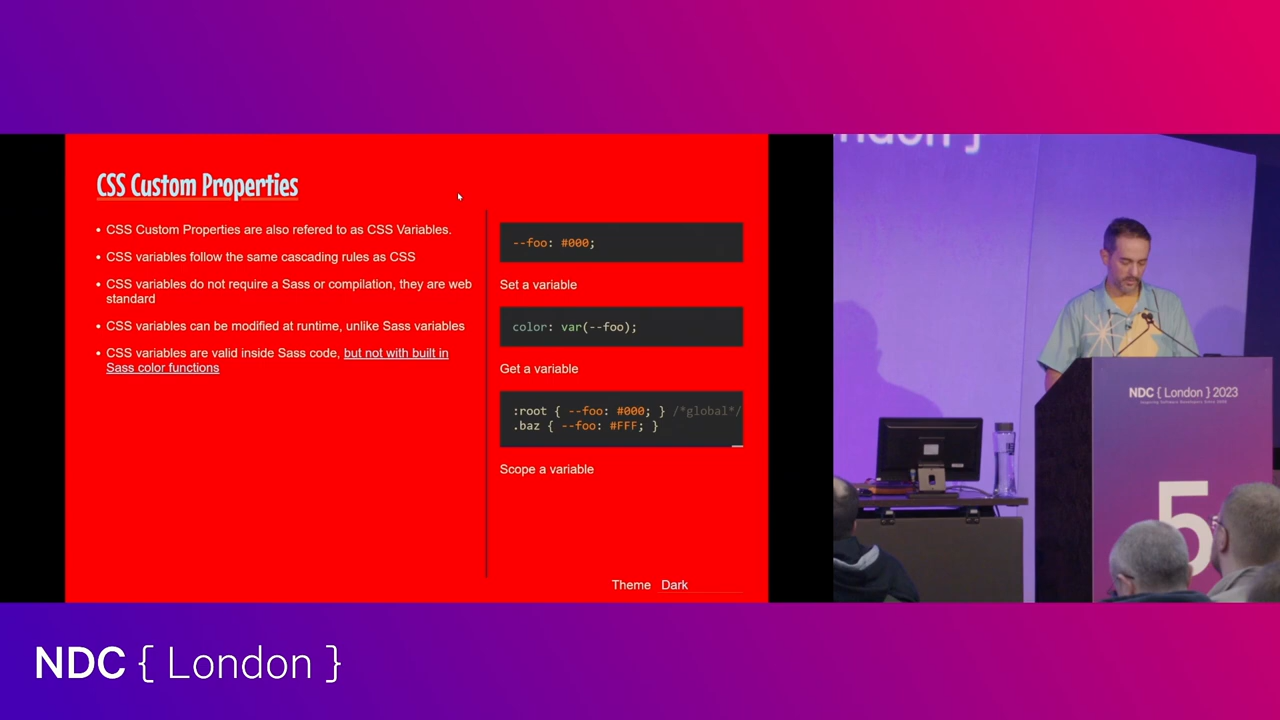 CSS Custom Properties
• CSS Custom Properties are also refered to as CSS Variables.
• CSS variables follow the same cascading rules as CSS
• CSS variables do not require a Sass or compilation, they are web
standard
• CSS variables can be modified at runtime, unlike Sass variables
• CSS variables are valid inside Sass code, but not with built in
Sass color functions
--foo: #000;
Set a variable
color: var(--foo);
Get a variable
:root { --foo: #000; } /*global*/
.baz { --foo: #FFF; }
Scope a variable
Theme Dark
London }
NDC { London } 2023
5
NDC { London }